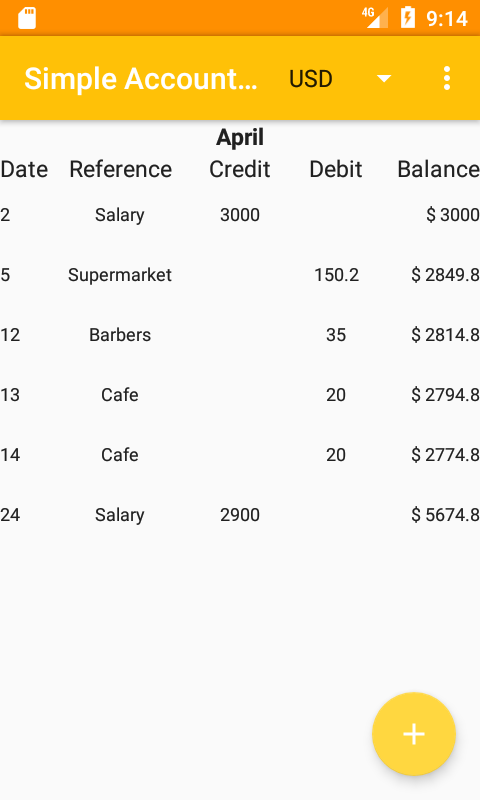 4G 9:14
Simple Account... USD
April
Date Reference Credit Debit Balance
2 Salary 3000 $ 3000
5 Supermarket 150.2 $ 2849.8
12 Barbers 35 $ 2814.8
13 Cafe 20 $ 2794.8
14 Cafe 20 $ 2774.8
24 Salary 2900 $ 5674.8
+